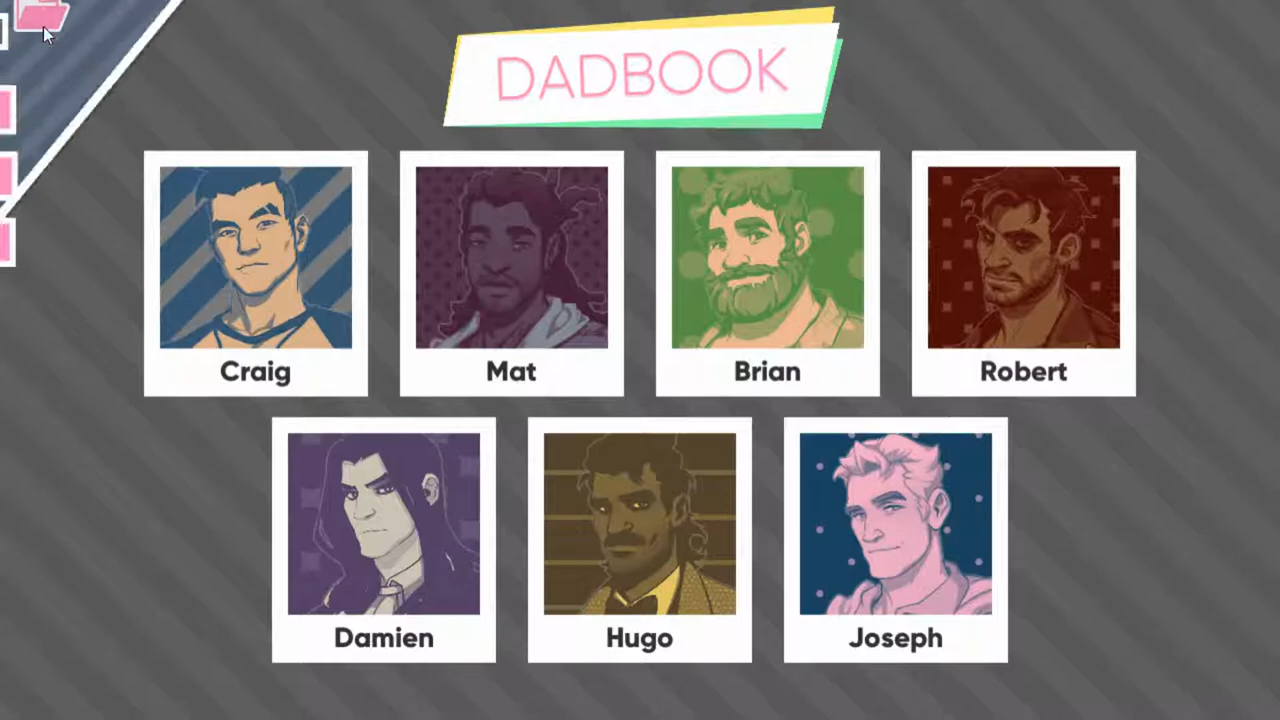 DADBOOK
Craig
Mat
Brian
Robert
Damien
Hugo
Joseph